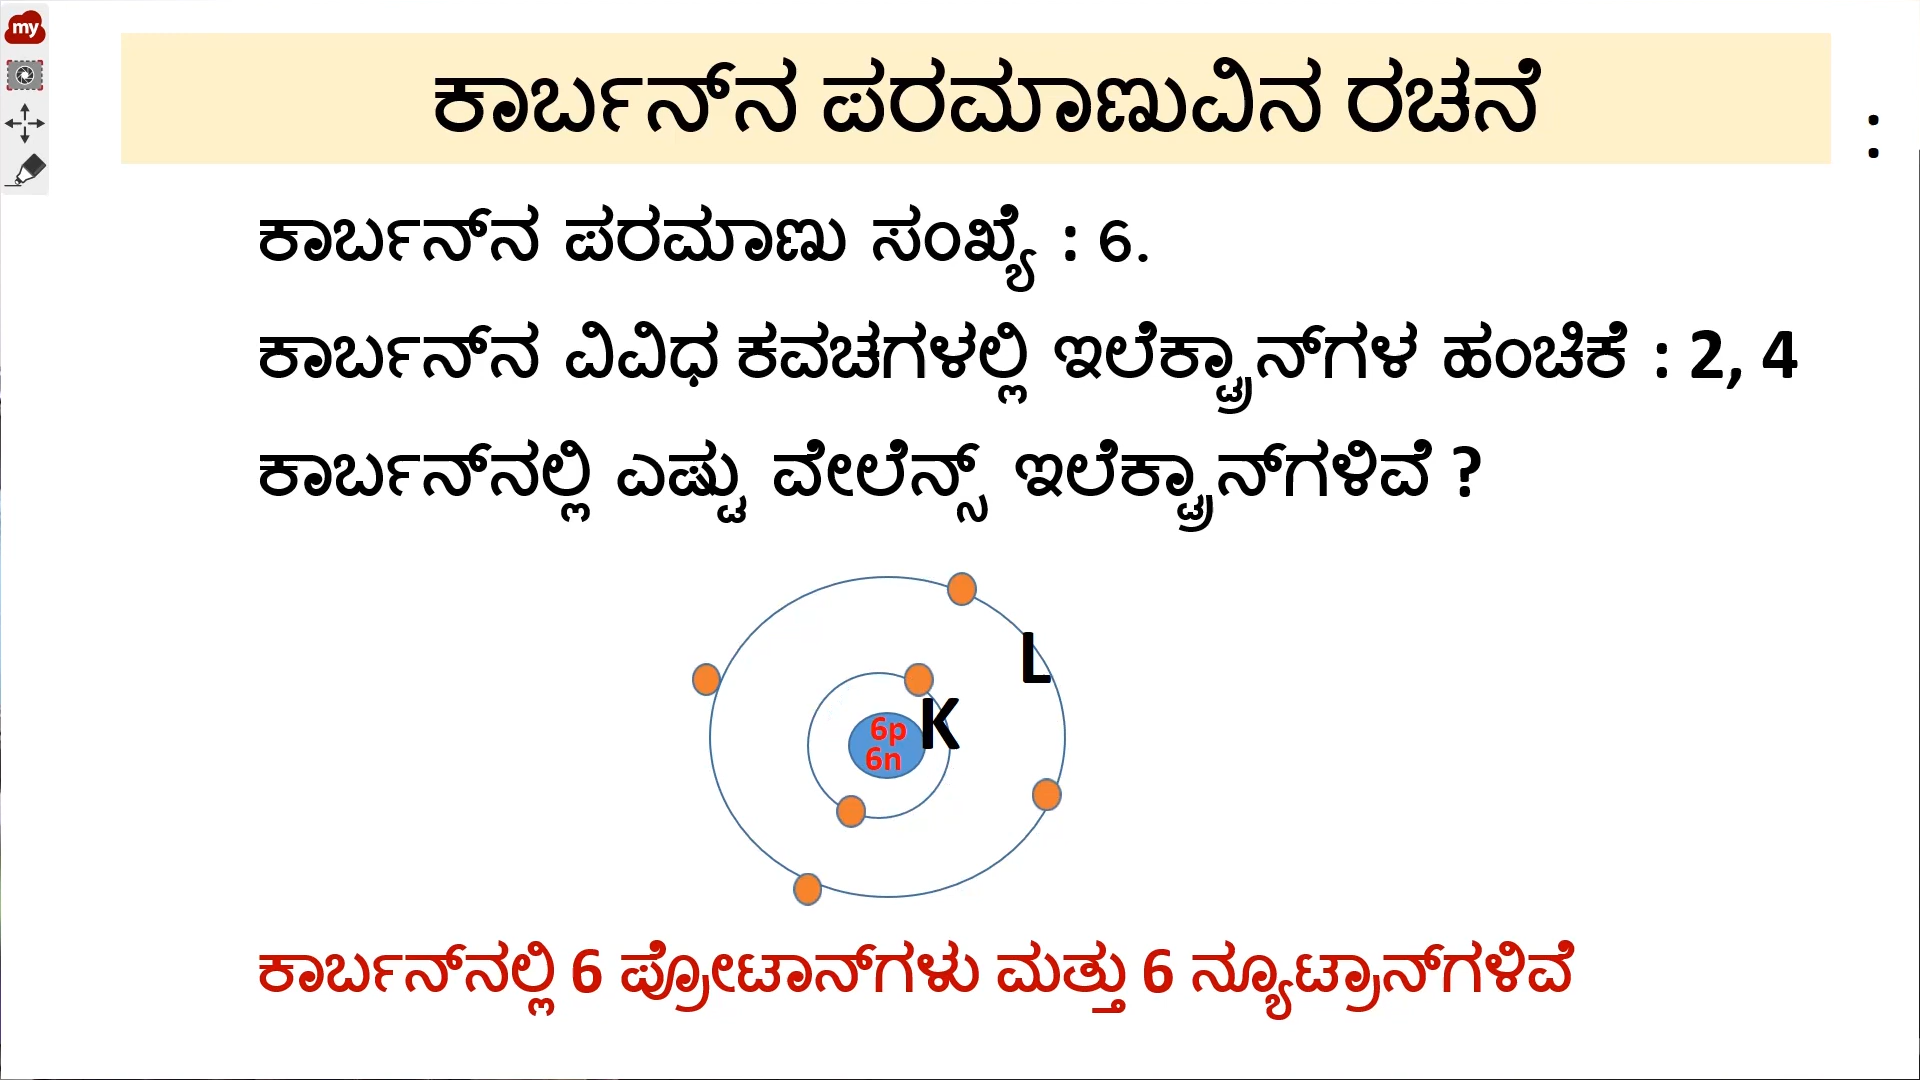 my
ಕಾರ್ಬನ್‌ನ ಪರಮಾಣುವಿನ ರಚನೆ
:
ಕಾರ್ಬನ್‌ನ ಪರಮಾಣು ಸಂಖ್ಯೆ : 6.
ಕಾರ್ಬನ್‌ನ ವಿವಿಧ ಕವಚಗಳಲ್ಲಿ ಇಲೆಕ್ಟ್ರಾನ್‌ಗಳ ಹಂಚಿಕೆ : 2, 4
ಕಾರ್ಬನ್‌ನಲ್ಲಿ ಎಷ್ಟು ವೇಲೆನ್ಸ್ ಇಲೆಕ್ಟ್ರಾನ್‌ಗಳಿವೆ ?
L
K
6p
6n
ಕಾರ್ಬನ್‌ನಲ್ಲಿ 6 ಪ್ರೋಟಾನ್‌ಗಳು ಮತ್ತು 6 ನ್ಯೂಟ್ರಾನ್‌ಗಳಿವೆ